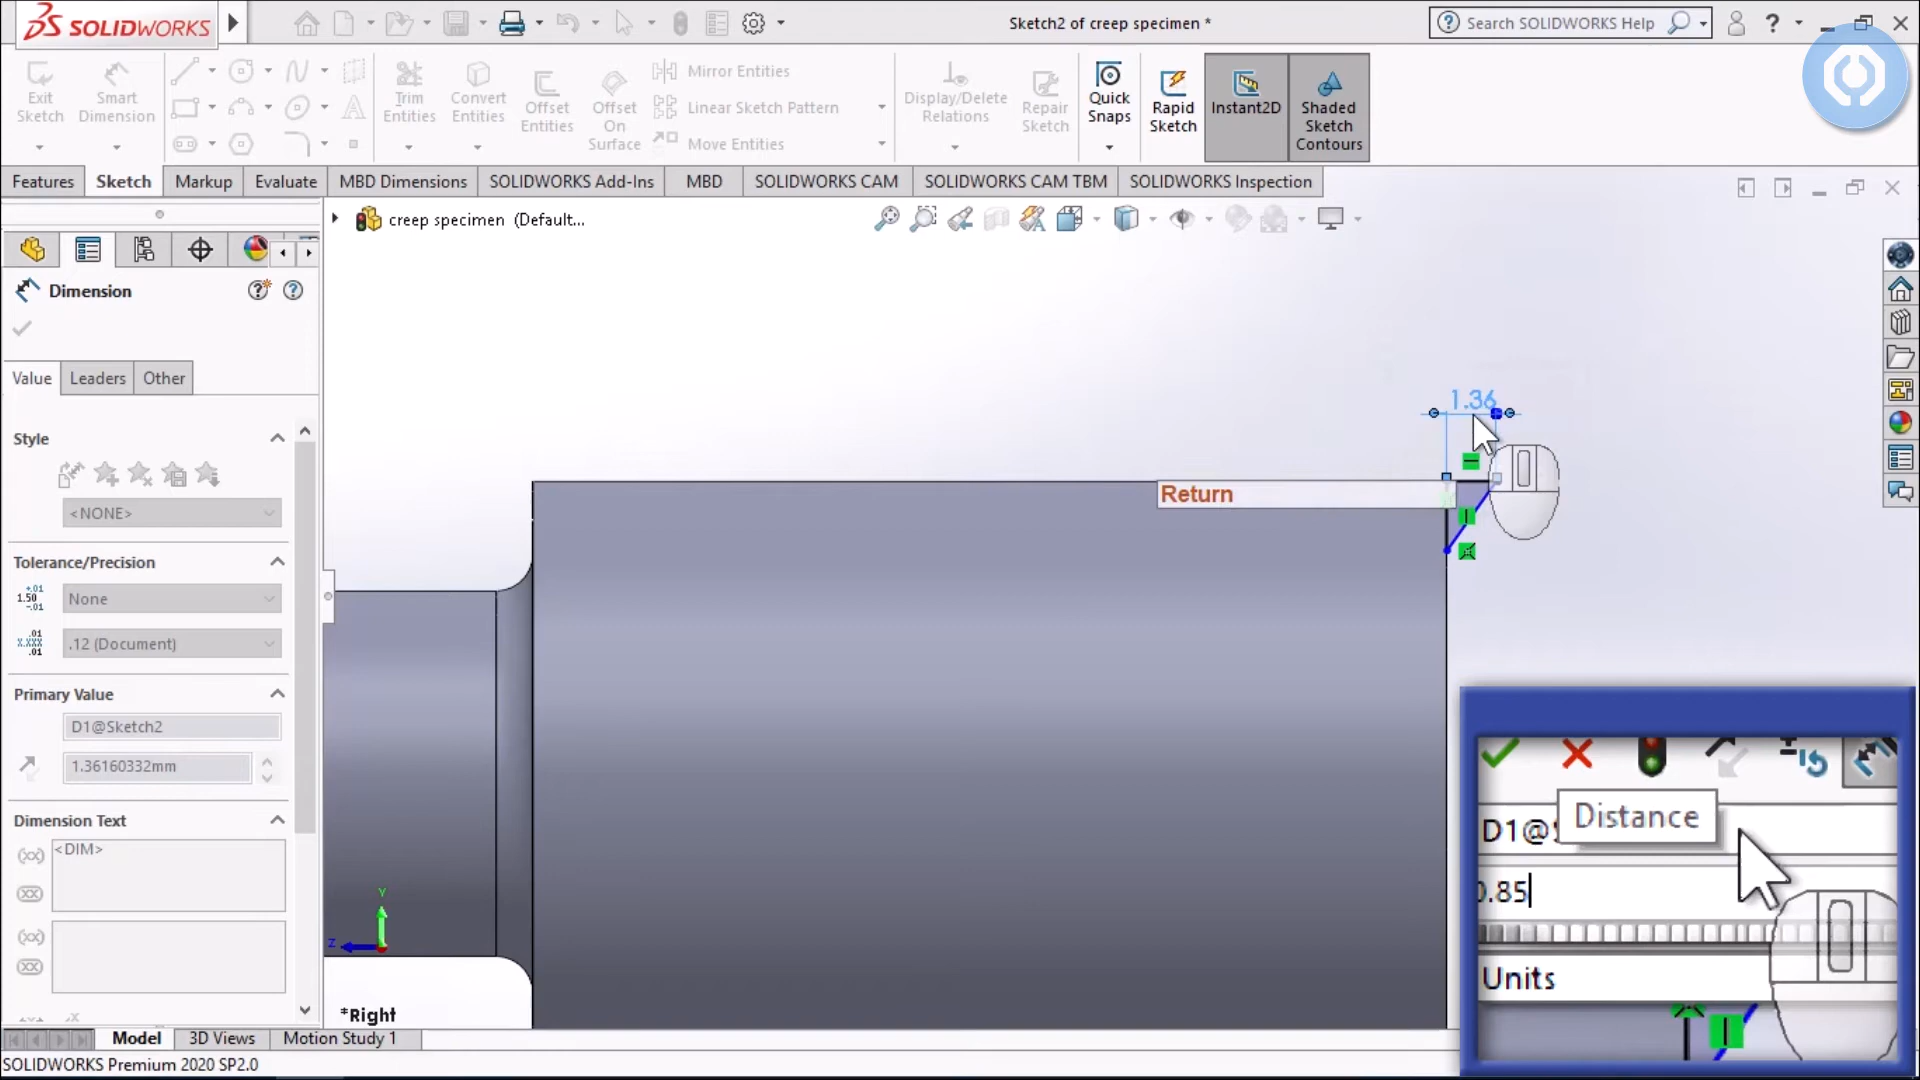 SOLIDWORKS
Sketch2 of creep specimen *
Search SOLIDWORKS Help
?
Exit
Sketch
Smart
Dimension
Trim
Entities
Convert
Entities
Offset
Entities
Offset
On
Surface
Mirror Entities
Linear Sketch Pattern
Move Entities
Display/Delete
Relations
Repair
Sketch
Quick
Snaps
Rapid
Sketch
Instant2D
Shaded
Sketch
Contours
Features
Sketch
Markup
Evaluate
MBD Dimensions
SOLIDWORKS Add-Ins
MBD
SOLIDWORKS CAM
SOLIDWORKS CAM TBM
SOLIDWORKS Inspection
creep specimen (Default...
Dimension
Value
Leaders
Other
Style
<NONE>
Tolerance/Precision
None
.12 (Document)
Primary Value
D1@Sketch2
1.36160332mm
Dimension Text
<DIM>
1.36
Return
Y
Z
*Right
Distance
D1@S
0.85
Units
Model
3D Views
Motion Study 1
SOLIDWORKS Premium 2020 SP2.0